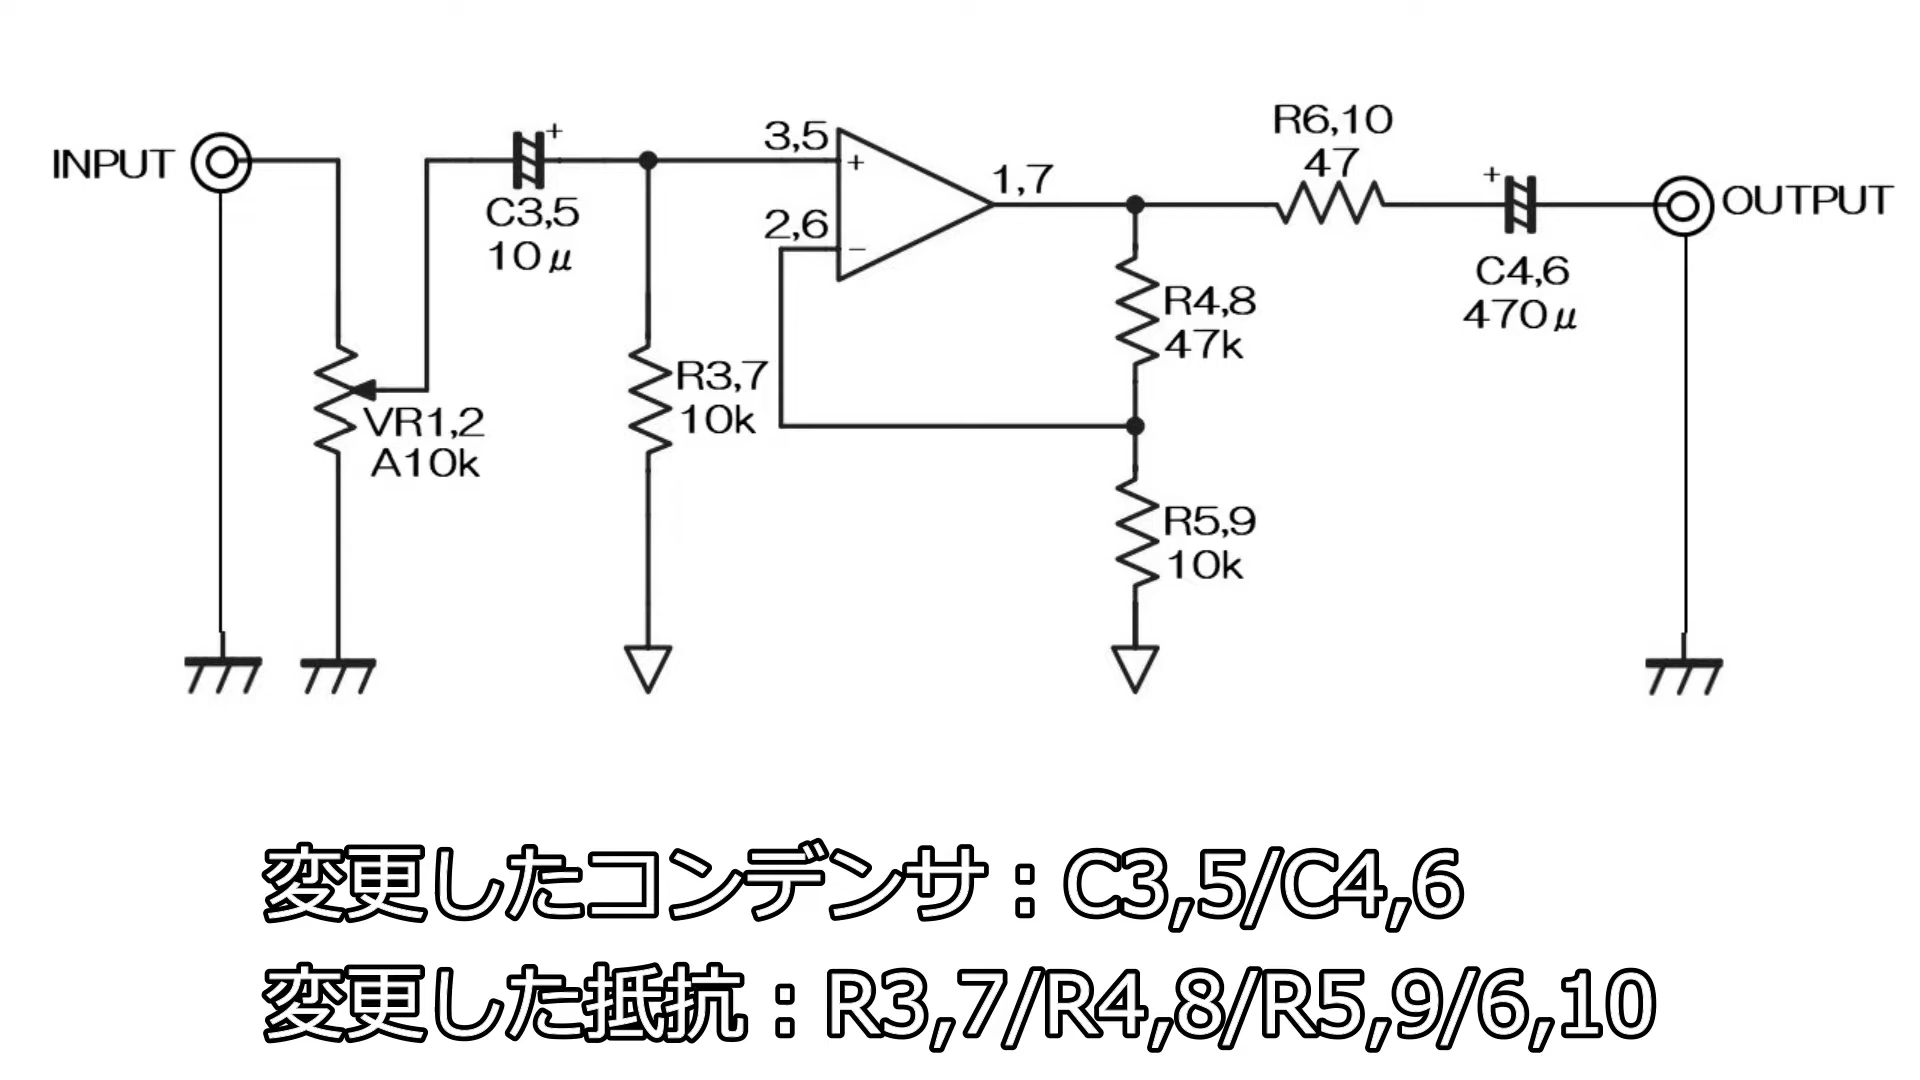 INPUT
C3,5
10μ
VR1,2
A10k
R3,7
10k
3,5
2,6
1,7
R4,8
47k
R5,9
10k
R6,10
47
C4,6
470μ
OUTPUT
変更したコンデンサ：C3,5/C4,6
変更した抵抗：R3,7/R4,8/R5,9/6,10